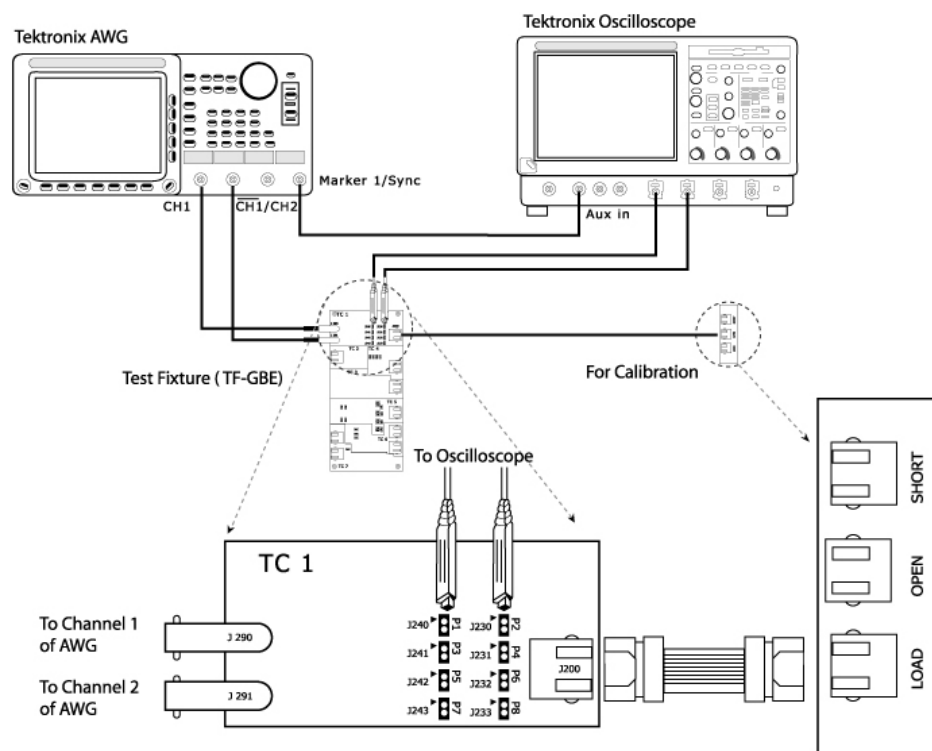 Tektronix AWG
Tektronix Oscilloscope
Marker 1/Sync
CH1
CH1/CH2
Aux in
TC 1
Test Fixture ( TF-GBE)
For Calibration
To Oscilloscope
TC 1
To Channel 1
of AWG
J 290
To Channel 2
of AWG
J 291
J240 P1 J230 P2
J241 P3 J231 P4
J242 P5 J232 P6
J243 P7 J233 P8
J200
SHORT
OPEN
LOAD